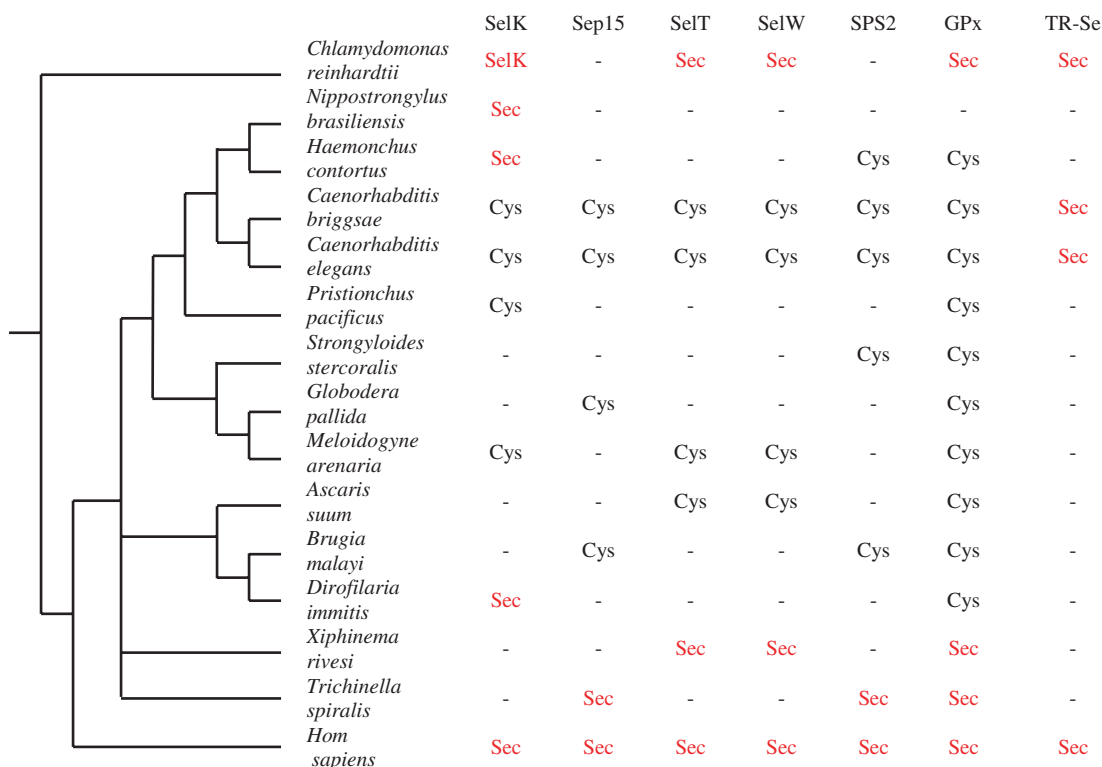 SelK Sep15 SelT SelW SPS2 GPx TR-Se
Chlamydomonas
reinhardtii SelK - Sec Sec - Sec Sec
Nippostrongylus
brasiliensis Sec - - - - - -
Haemonchus
contortus Sec - - - Cys Cys -
Caenorhabditis
briggsae Cys Cys Cys Cys Cys Cys Sec
Caenorhabditis
elegans Cys Cys Cys Cys Cys Cys Sec
Pristionchus
pacificus Cys - - - - Cys -
Strongyloides
stercoralis - - - - Cys Cys -
Globodera
pallida - Cys - - - Cys -
Meloidogyne
arenaria Cys - Cys Cys - Cys -
Ascaris
suum - - Cys Cys - Cys -
Brugia
malayi - Cys - - Cys Cys -
Dirofilaria
immitis Sec - - - - Cys -
Xiphinema
rivesi - - Sec Sec - Sec -
Trichinella
spiralis - Sec - - Sec Sec -
Hom
sapiens Sec Sec Sec Sec Sec Sec Sec